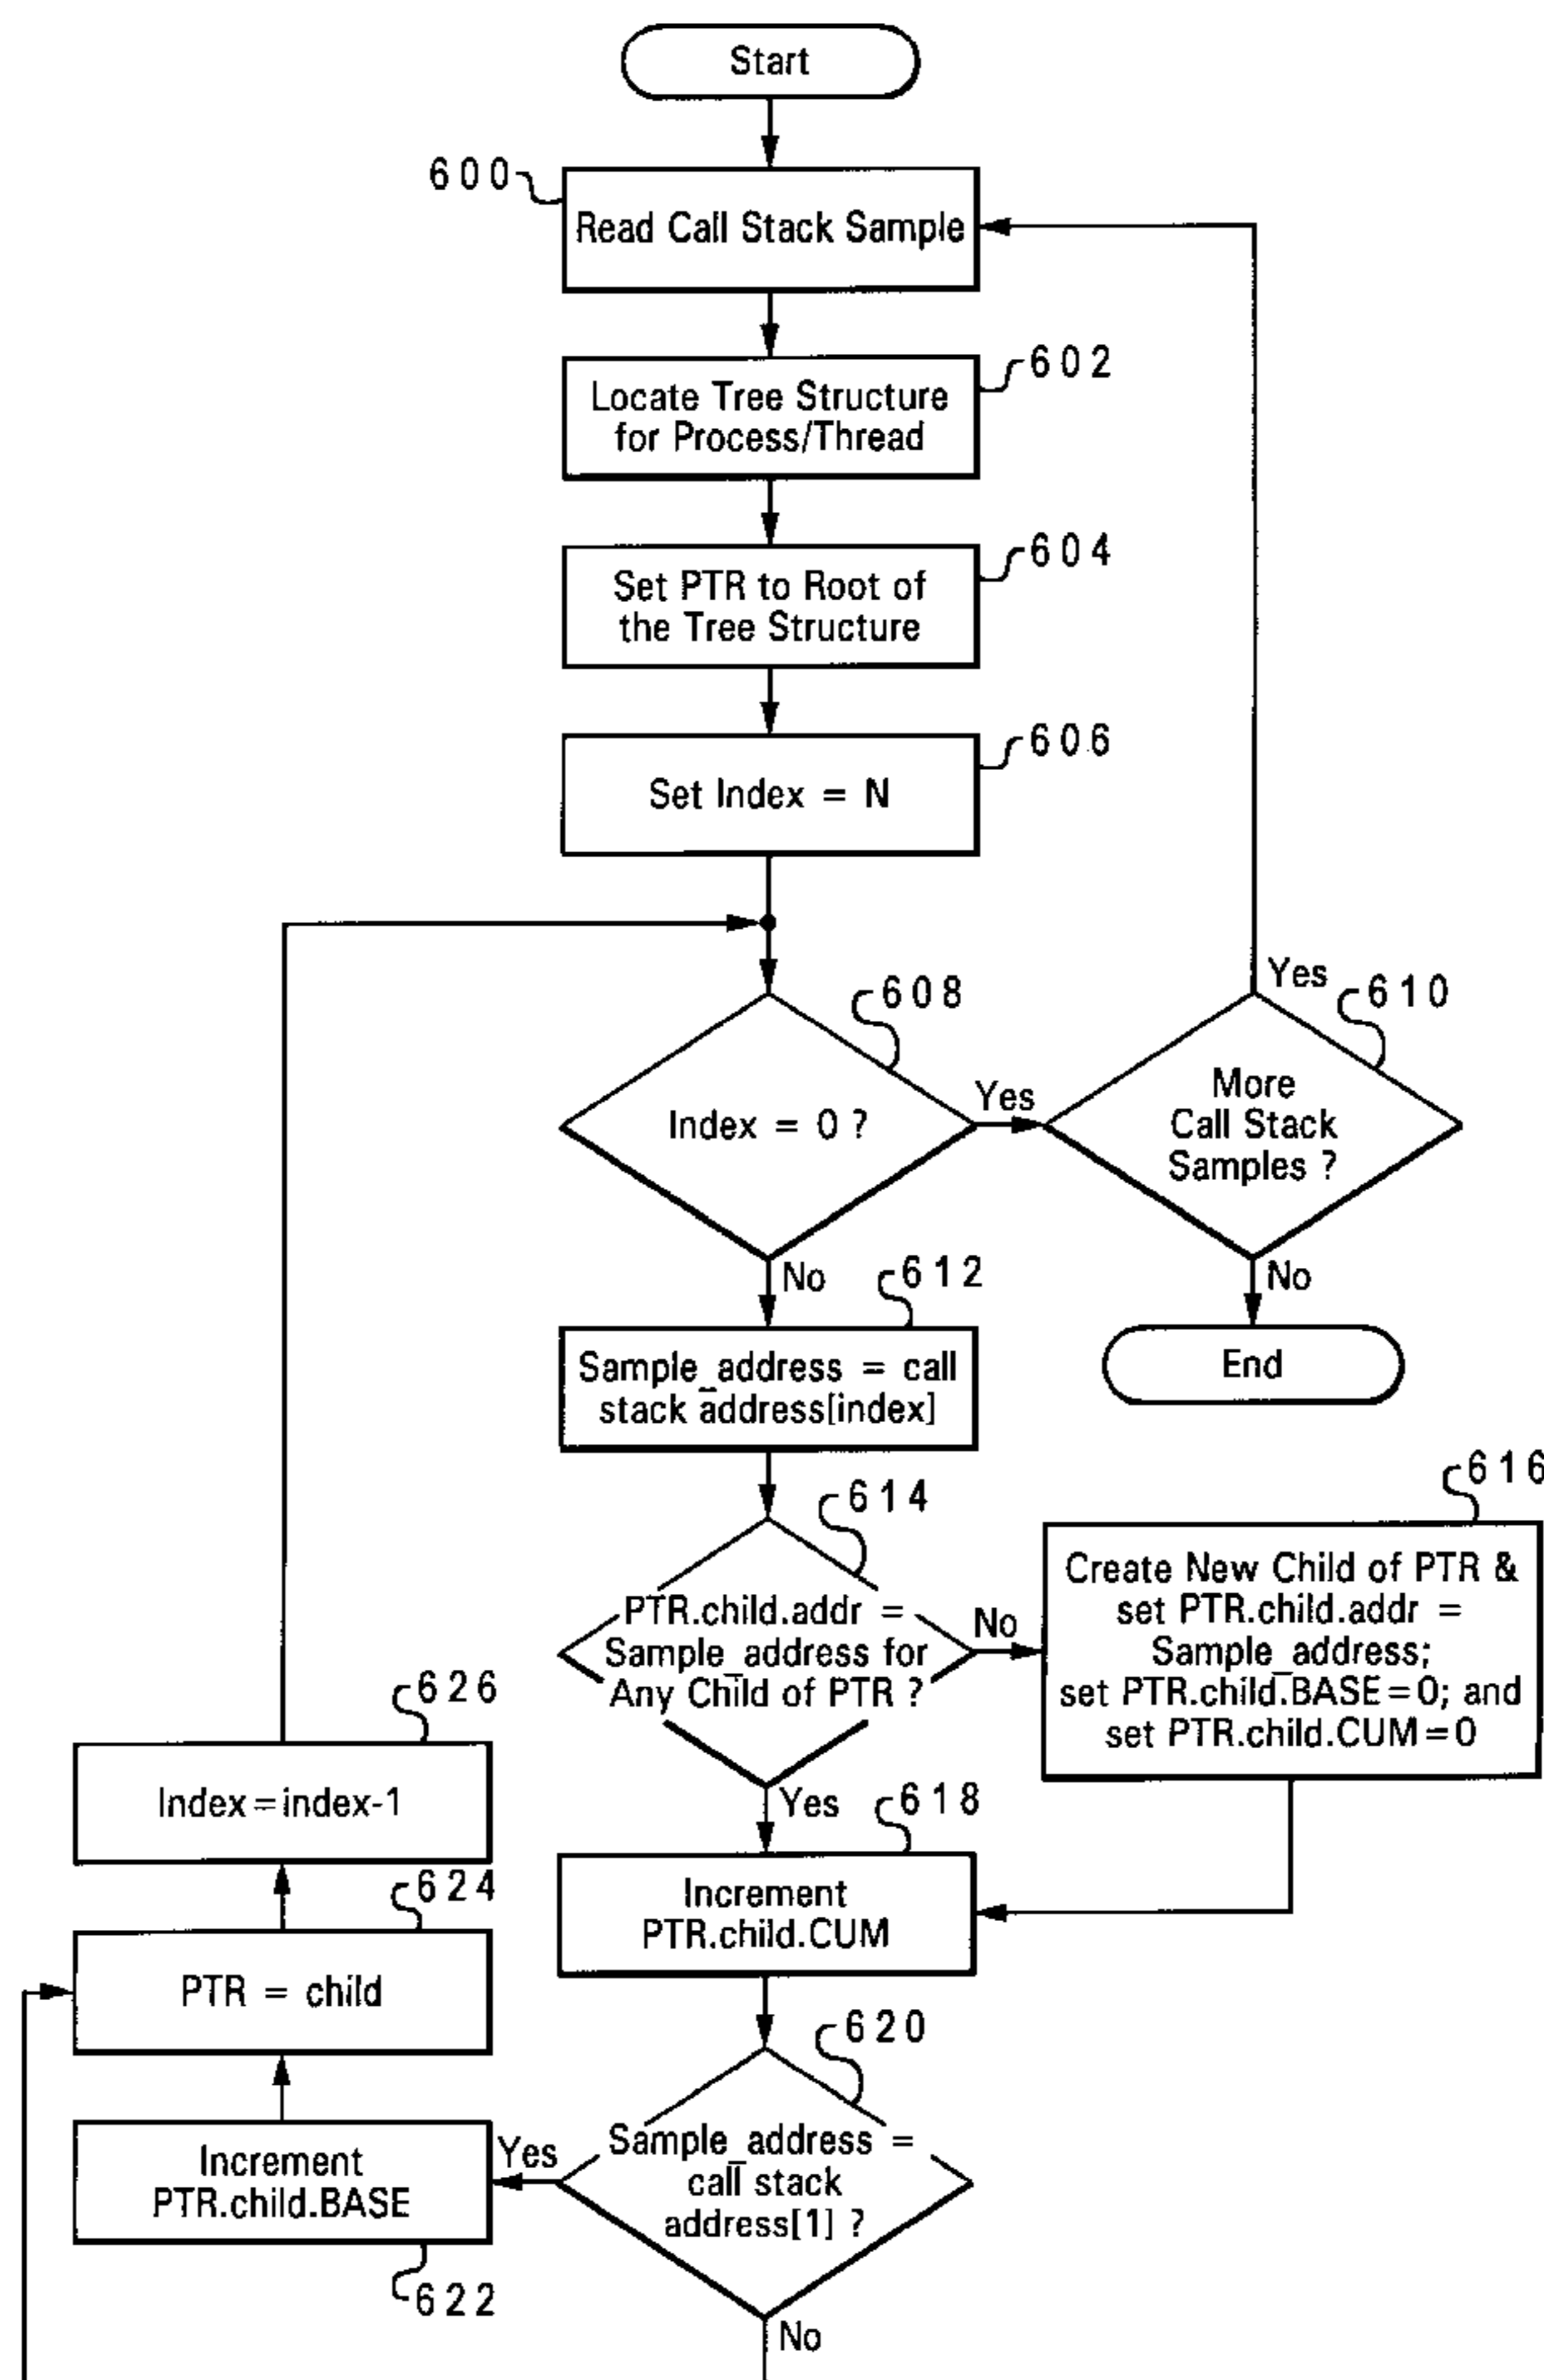 Start
600
Read Call Stack Sample
602
Locate Tree Structure
for Process/Thread
604
Set PTR to Root of
the Tree Structure
606
Set Index = N
608
Index = 0 ?
Yes
610
Yes
More
Call Stack
Samples ?
No
No
End
612
Sample_address = call
stack address[index]
614
PTR.child.addr =
Sample_address for
Any Child of PTR ?
No
616
Create New Child of PTR &
set PTR.child.addr =
Sample_address;
set PTR.child.BASE=0; and
set PTR.child.CUM=0
Yes
618
Increment
PTR.child.CUM
620
Sample_address =
call stack
address[1] ?
Yes
No
622
Increment
PTR.child.BASE
624
PTR = child
626
Index=index-1